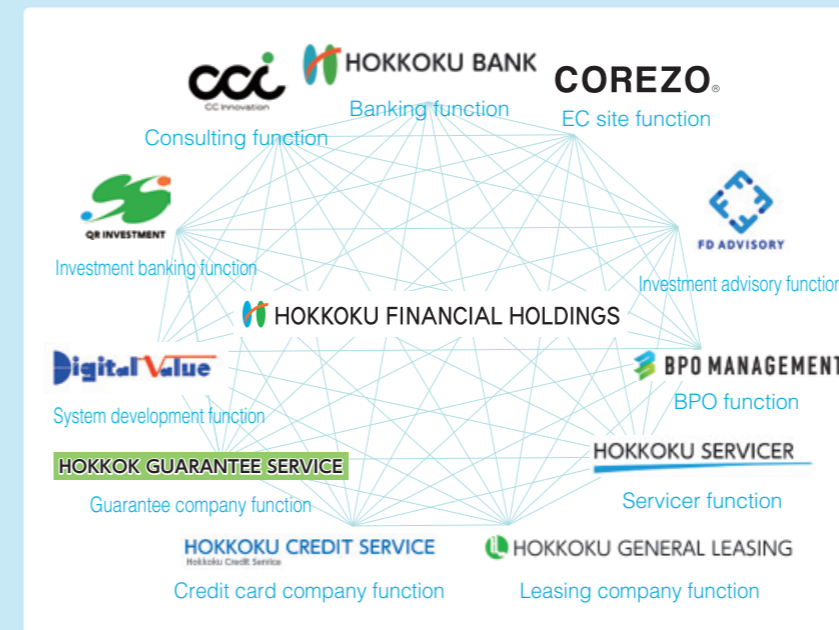 cci
CC Innovation
Consulting function
HOKKOKU BANK
Banking function
COREZO®
EC site function
QR INVESTMENT
Investment banking function
FD ADVISORY
Investment advisory function
HOKKOKU FINANCIAL HOLDINGS
Digital Value
System development function
BPO MANAGEMENT
BPO function
HOKKOK GUARANTEE SERVICE
Guarantee company function
HOKKOKU SERVICER
Servicer function
HOKKOKU CREDIT SERVICE
Hokkoku Credit Service
Credit card company function
HOKKOKU GENERAL LEASING
Leasing company function